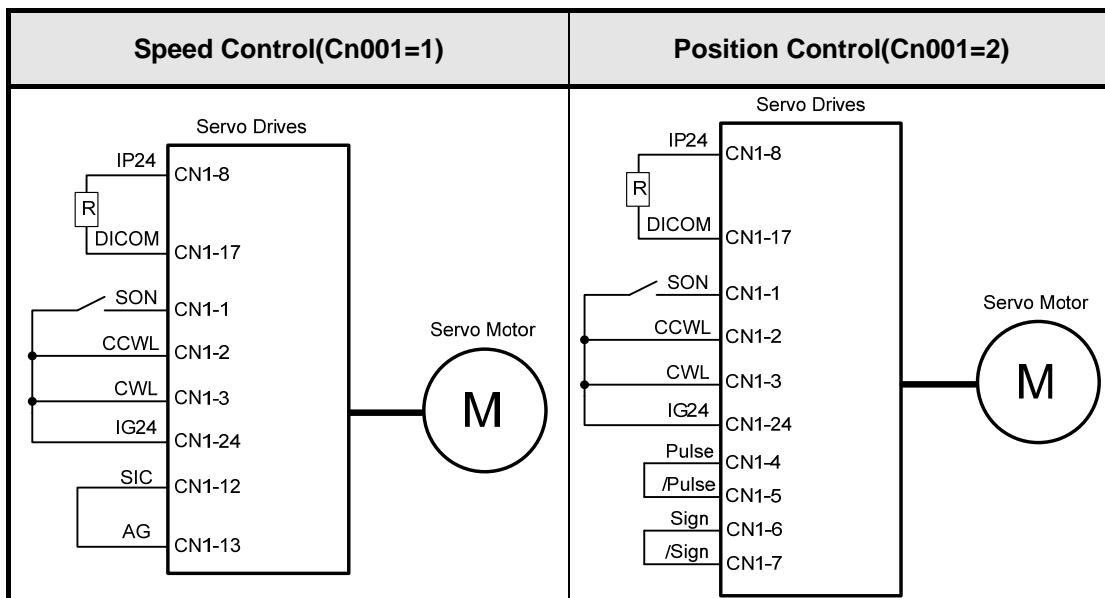 Speed Control(Cn001=1)
Servo Drives
IP24
CN1-8
R
DICOM
CN1-17
SON
CN1-1
CCWL
CN1-2
CWL
CN1-3
IG24
CN1-24
SIC
CN1-12
AG
CN1-13
Servo Motor
M
Position Control(Cn001=2)
Servo Drives
IP24
CN1-8
R
DICOM
CN1-17
SON
CN1-1
CCWL
CN1-2
CWL
CN1-3
IG24
CN1-24
Pulse
CN1-4
/Pulse
CN1-5
Sign
CN1-6
/Sign
CN1-7
Servo Motor
M